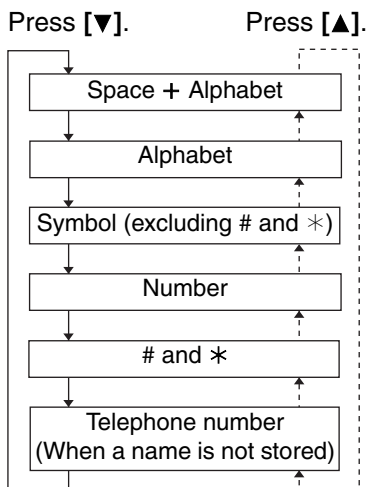 Press [▼]. Press [▲].
Space + Alphabet
Alphabet
Symbol (excluding # and ✳)
Number
# and ✳
Telephone number
(When a name is not stored)